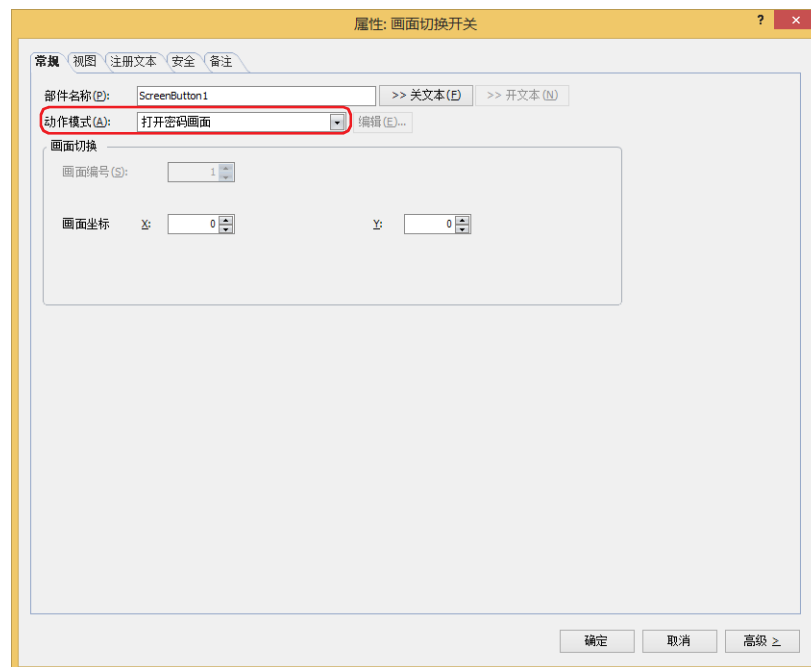 属性: 画面切换开关
? ×
常规 视图 注册文本 安全 备注
部件名称(P): ScreenButton1 >> 关文本(F) >> 开文本(N)
动作模式(A): 打开密码画面 编辑(E)...
画面切换
画面编号(S): 1
画面坐标 X: 0 Y: 0
确定 取消 高级 >